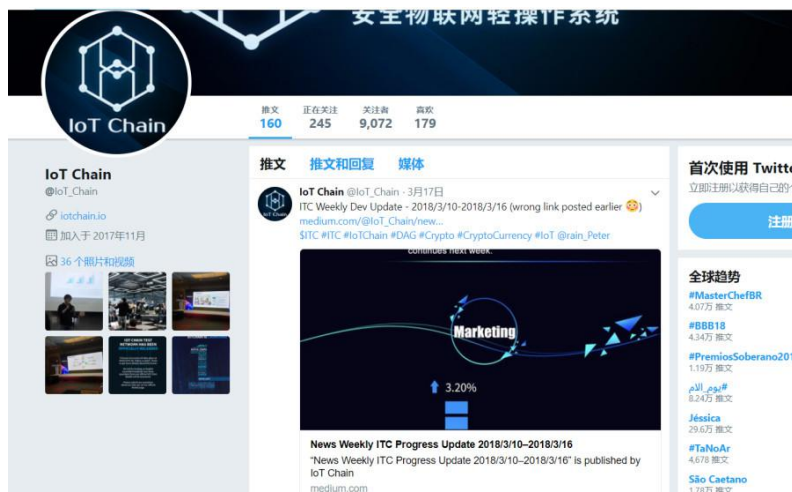 安全物联网轻操作系统
IoT Chain
推文 正在关注 关注者 喜欢
160 245 9,072 179
IoT Chain
@IoT_Chain
iotchain.io
加入于 2017年11月
36 个照片和视频
推文 推文和回复 媒体
IoT Chain @IoT_Chain · 3月17日
ITC Weekly Dev Update - 2018/3/10-2018/3/16 (wrong link posted earlier 😳)
medium.com/@IoT_Chain/new...
$ITC #ITC #IoTChain #DAG #Crypto #CryptoCurrency #IoT @rain_Peter
continues next week.
Marketing
3.20%
News Weekly ITC Progress Update 2018/3/10–2018/3/16
"News Weekly ITC Progress Update 2018/3/10–2018/3/16" is published by
IoT Chain
medium.com
首次使用 Twitte
立即注册以获得自己的个
注册
全球趋势
#MasterChefBR
4.07万 推文
#BBB18
4.34万 推文
#PremiosSoberano201
1.19万 推文
#يوم_الام
8.24万 推文
Jéssica
29.6万 推文
#TaNoAr
4,678 推文
São Caetano
1.78万 推文